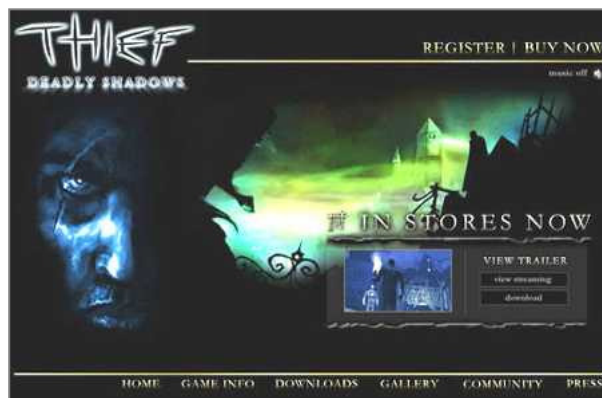 THIEF
DEADLY SHADOWS
REGISTER | BUY NOW
music off
IN STORES NOW
VIEW TRAILER
view streaming
download
HOME GAME INFO DOWNLOADS GALLERY COMMUNITY PRESS